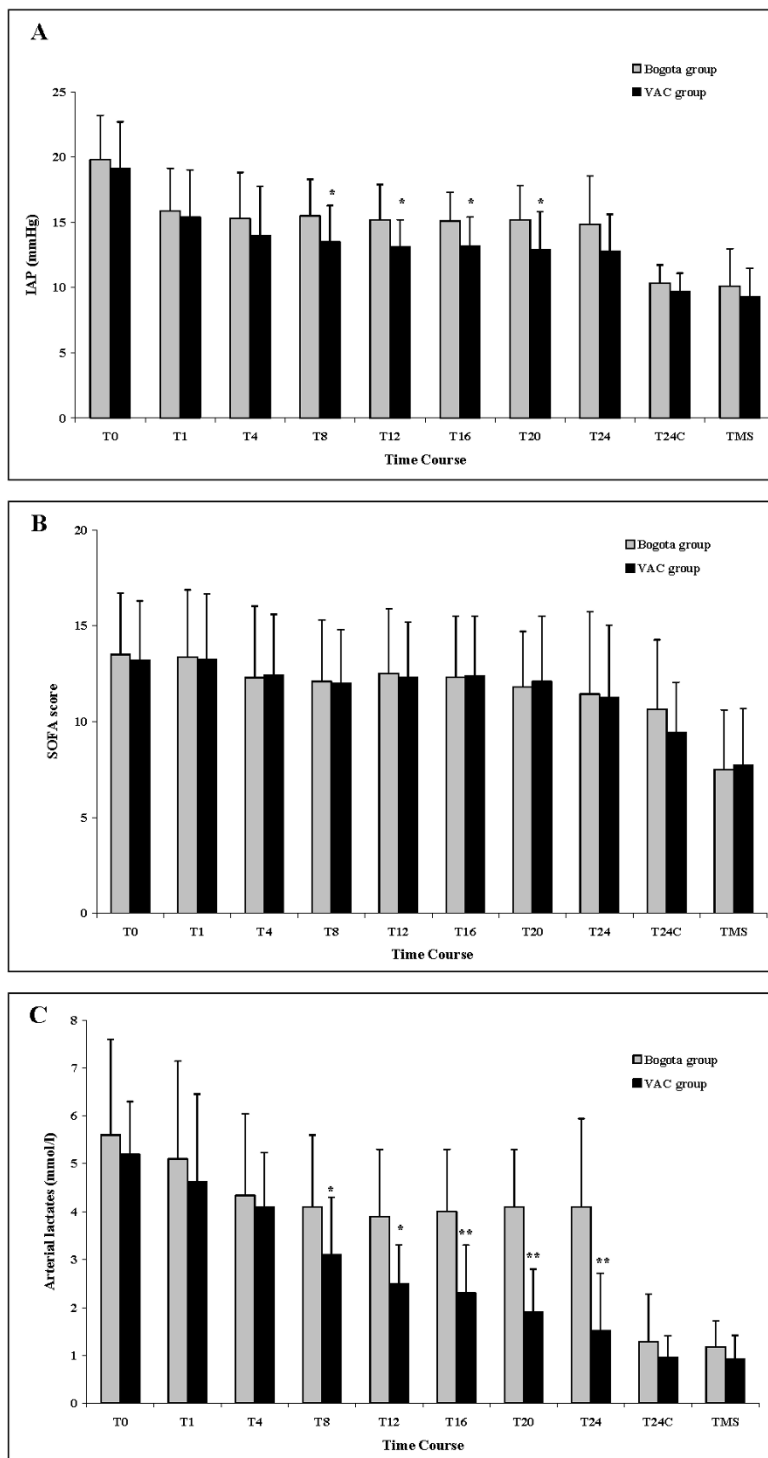 A
Bogota group
VAC group
25
20
15
10
5
0
IAP (mmHg)
*
*
*
*
T0 T1 T4 T8 T12 T16 T20 T24 T24C TMS
Time Course
B
Bogota group
VAC group
20
15
10
5
0
SOFA score
T0 T1 T4 T8 T12 T16 T20 T24 T24C TMS
Time Course
C
Bogota group
VAC group
8
7
6
5
4
3
2
1
0
Arterial lactates (mmol/l)
*
*
**
**
**
T0 T1 T4 T8 T12 T16 T20 T24 T24C TMS
Time Course